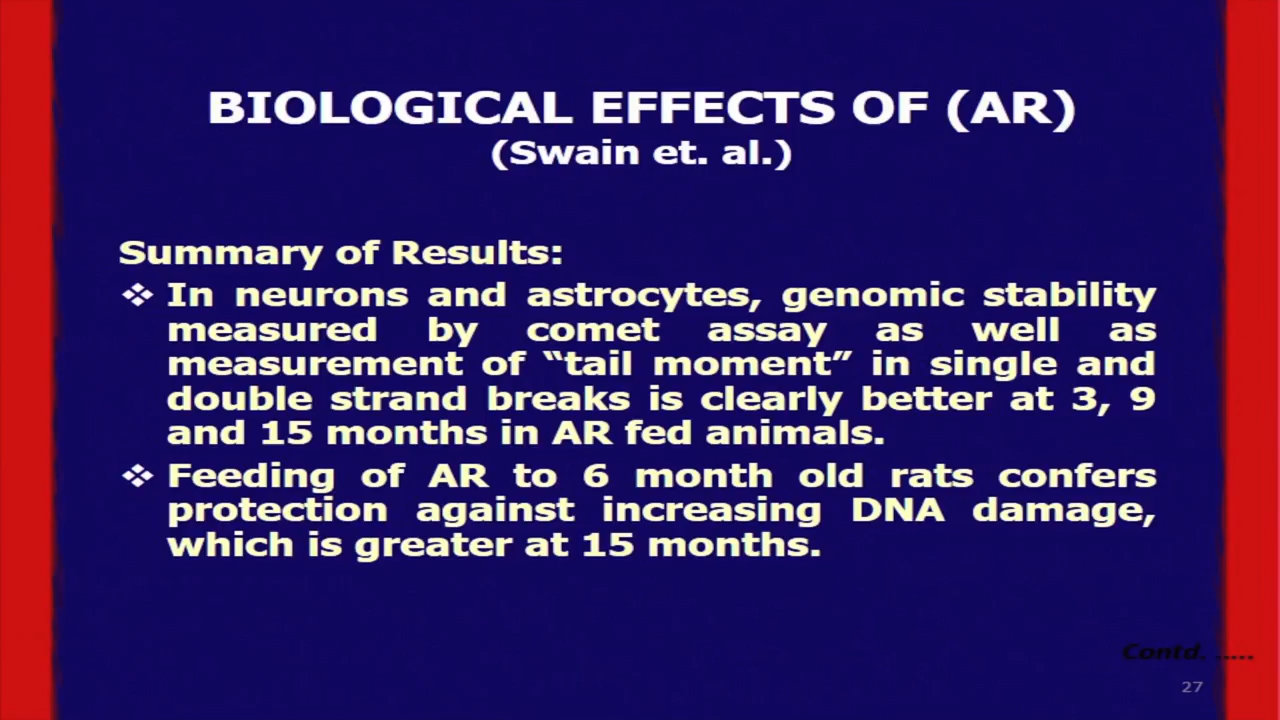 BIOLOGICAL EFFECTS OF (AR)
(Swain et. al.)
Summary of Results:
❖ In neurons and astrocytes, genomic stability
measured by comet assay as well as
measurement of “tail moment” in single and
double strand breaks is clearly better at 3, 9
and 15 months in AR fed animals.
❖ Feeding of AR to 6 month old rats confers
protection against increasing DNA damage,
which is greater at 15 months.
Contd. .....
27